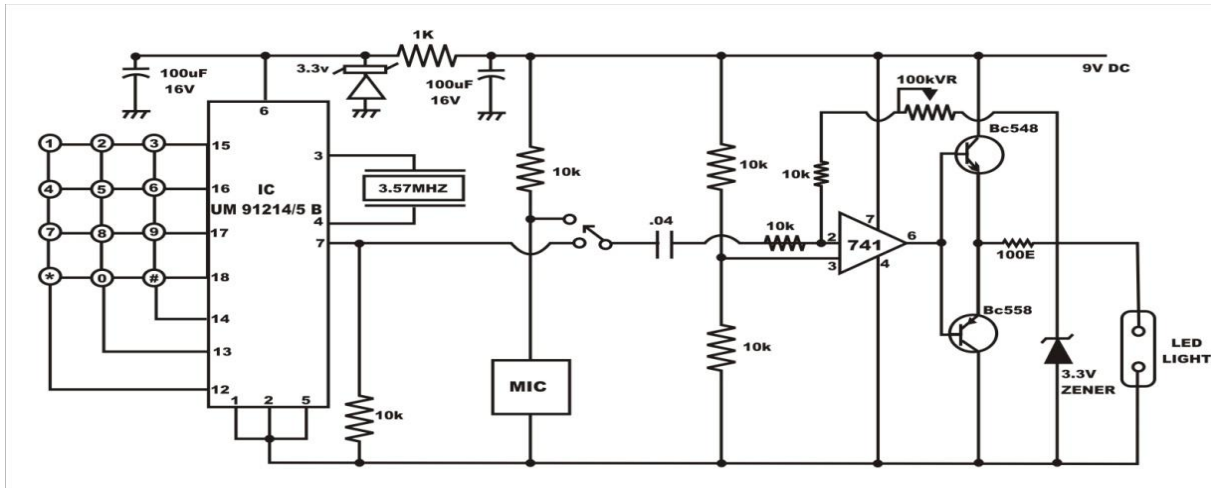 1K
9V DC
3.3v
100uF
16V
100uF
16V
100kVR
Bc548
6
1
2
3
15
3
10k
10k
10k
4
5
6
16
IC
UM 91214/5 B
3.57MHZ
4
7
8
9
17
7
.04
10k
2
7
741
6
3
4
100E
*
0
#
18
14
13
12
1
2
5
10k
MIC
10k
Bc558
3.3V
ZENER
LED
LIGHT